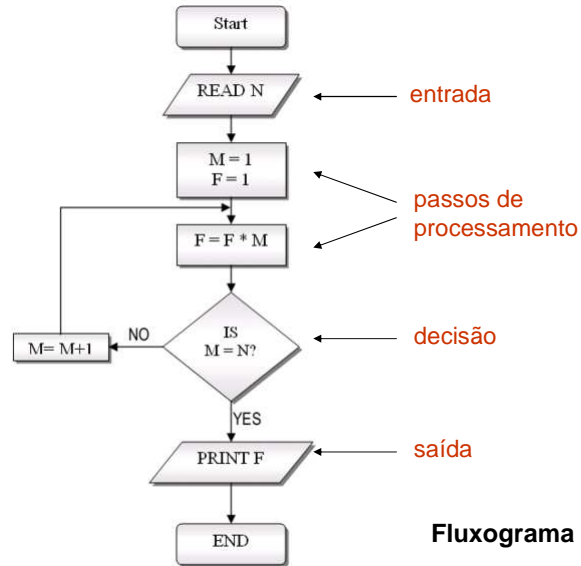 Start
READ N
entrada
M = 1
F = 1
passos de
processamento
F = F * M
IS
M = N?
decisão
NO
M= M+1
YES
PRINT F
saída
END
Fluxograma